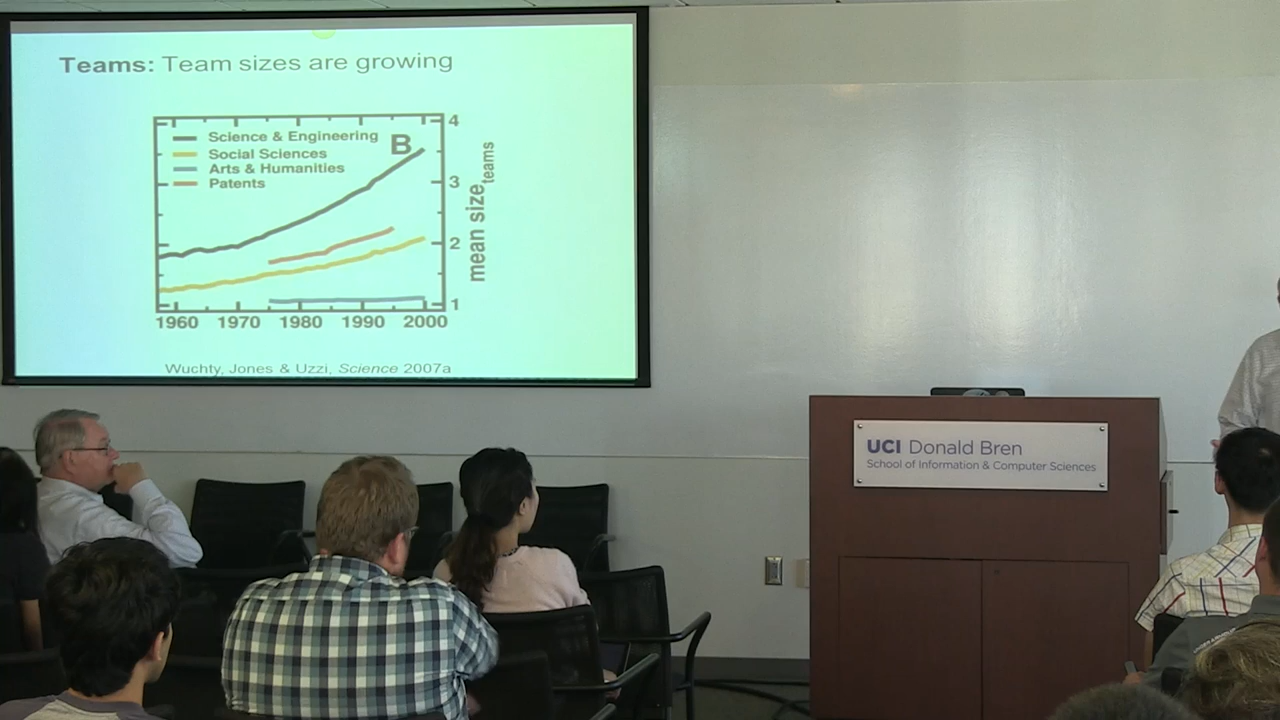 Teams: Team sizes are growing
Science & Engineering
Social Sciences
Arts & Humanities
Patents
B
4
3
2
1
mean size teams
1960 1970 1980 1990 2000
Wuchty, Jones & Uzzi, Science 2007a
UCI Donald Bren
School of Information & Computer Sciences